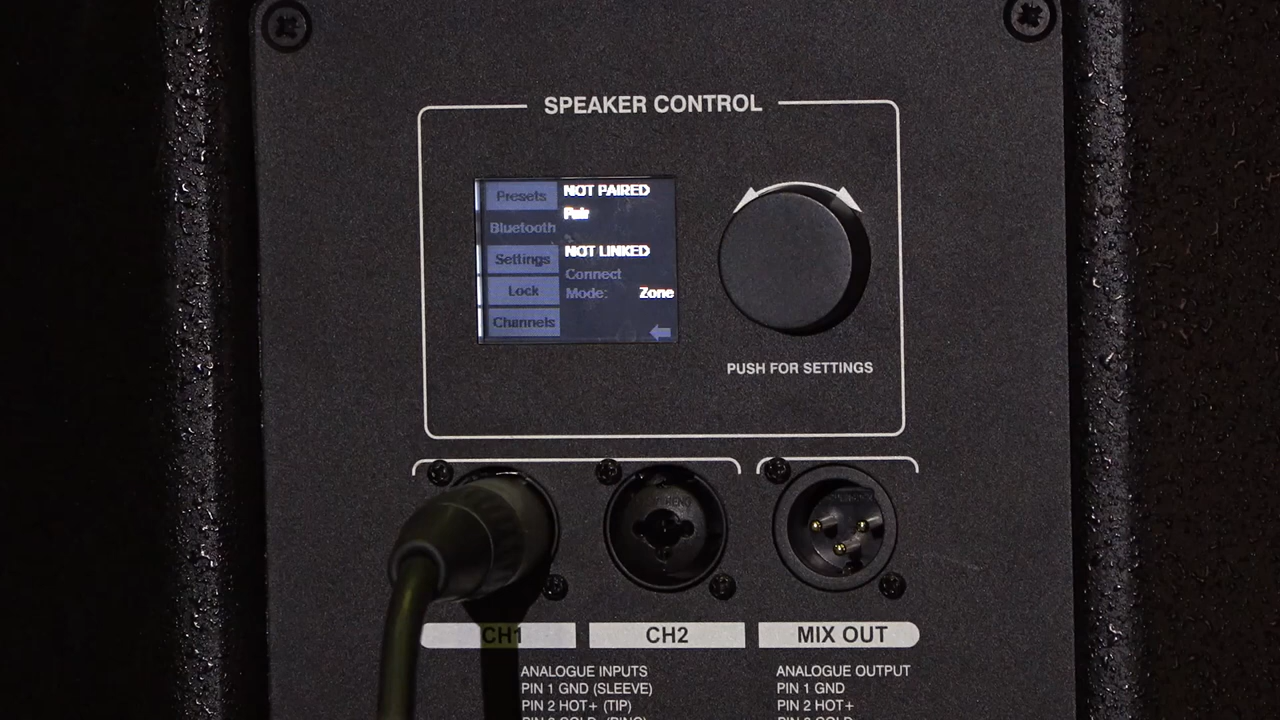 SPEAKER CONTROL
Presets
Bluetooth
Settings
Lock
Channels
NOT PAIRED
Pair
NOT LINKED
Connect
Mode: Zone
PUSH FOR SETTINGS
CH1
CH2
MIX OUT
ANALOGUE INPUTS
PIN 1 GND (SLEEVE)
PIN 2 HOT+ (TIP)
ANALOGUE OUTPUT
PIN 1 GND
PIN 2 HOT+